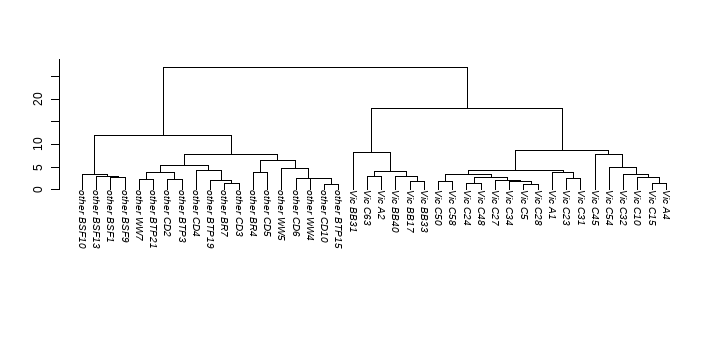 20
10
5
0
other BSF10
other BSF13
other BSF1
other BSF9
other WW7
other BTP21
other CD2
other BTP3
other CD4
other BTP19
other BR7
other CD3
other BR4
other CD5
other WW5
other CD6
other WW4
other CD10
other BTP15
Vic BB31
Vic C63
Vic A2
Vic BB40
Vic BB17
Vic BB33
Vic C50
Vic C58
Vic C24
Vic C48
Vic C27
Vic C34
Vic C5
Vic C28
Vic A1
Vic C23
Vic C31
Vic C45
Vic C54
Vic C32
Vic C10
Vic C15
Vic A4